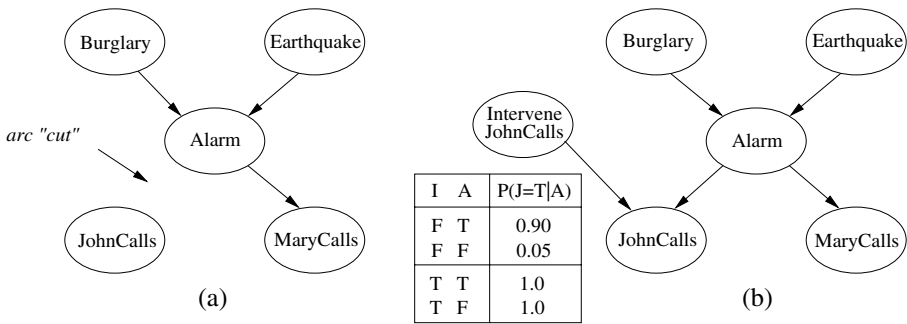 Burglary
Earthquake
Alarm
arc "cut"
JohnCalls
MaryCalls
(a)
Burglary
Earthquake
Intervene
JohnCalls
Alarm
I A P(J=T|A)
F T 0.90
F F 0.05
T T 1.0
T F 1.0
JohnCalls
MaryCalls
(b)